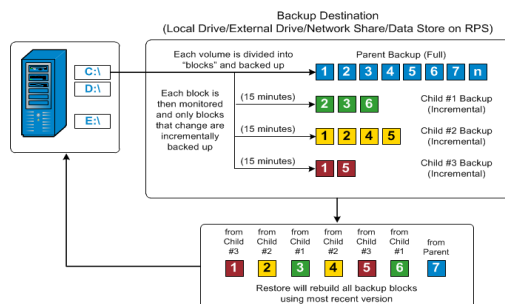 Backup Destination
(Local Drive/External Drive/Network Share/Data Store on RPS)
C:\
D:\
E:\
Each volume is divided into
"blocks" and backed up
Parent Backup (Full)
1 2 3 4 5 6 7 n
Each block is
then monitored
and only blocks
that change are
incrementally
backed up
(15 minutes)
2 3 6
Child #1 Backup
(Incremental)
(15 minutes)
1 2 4 5
Child #2 Backup
(Incremental)
(15 minutes)
1 5
Child #3 Backup
(Incremental)
from Child #3
from Child #2
from Child #1
from Child #2
from Child #3
from Child #1
from Parent
1 2 3 4 5 6 7
Restore will rebuild all backup blocks
using most recent version